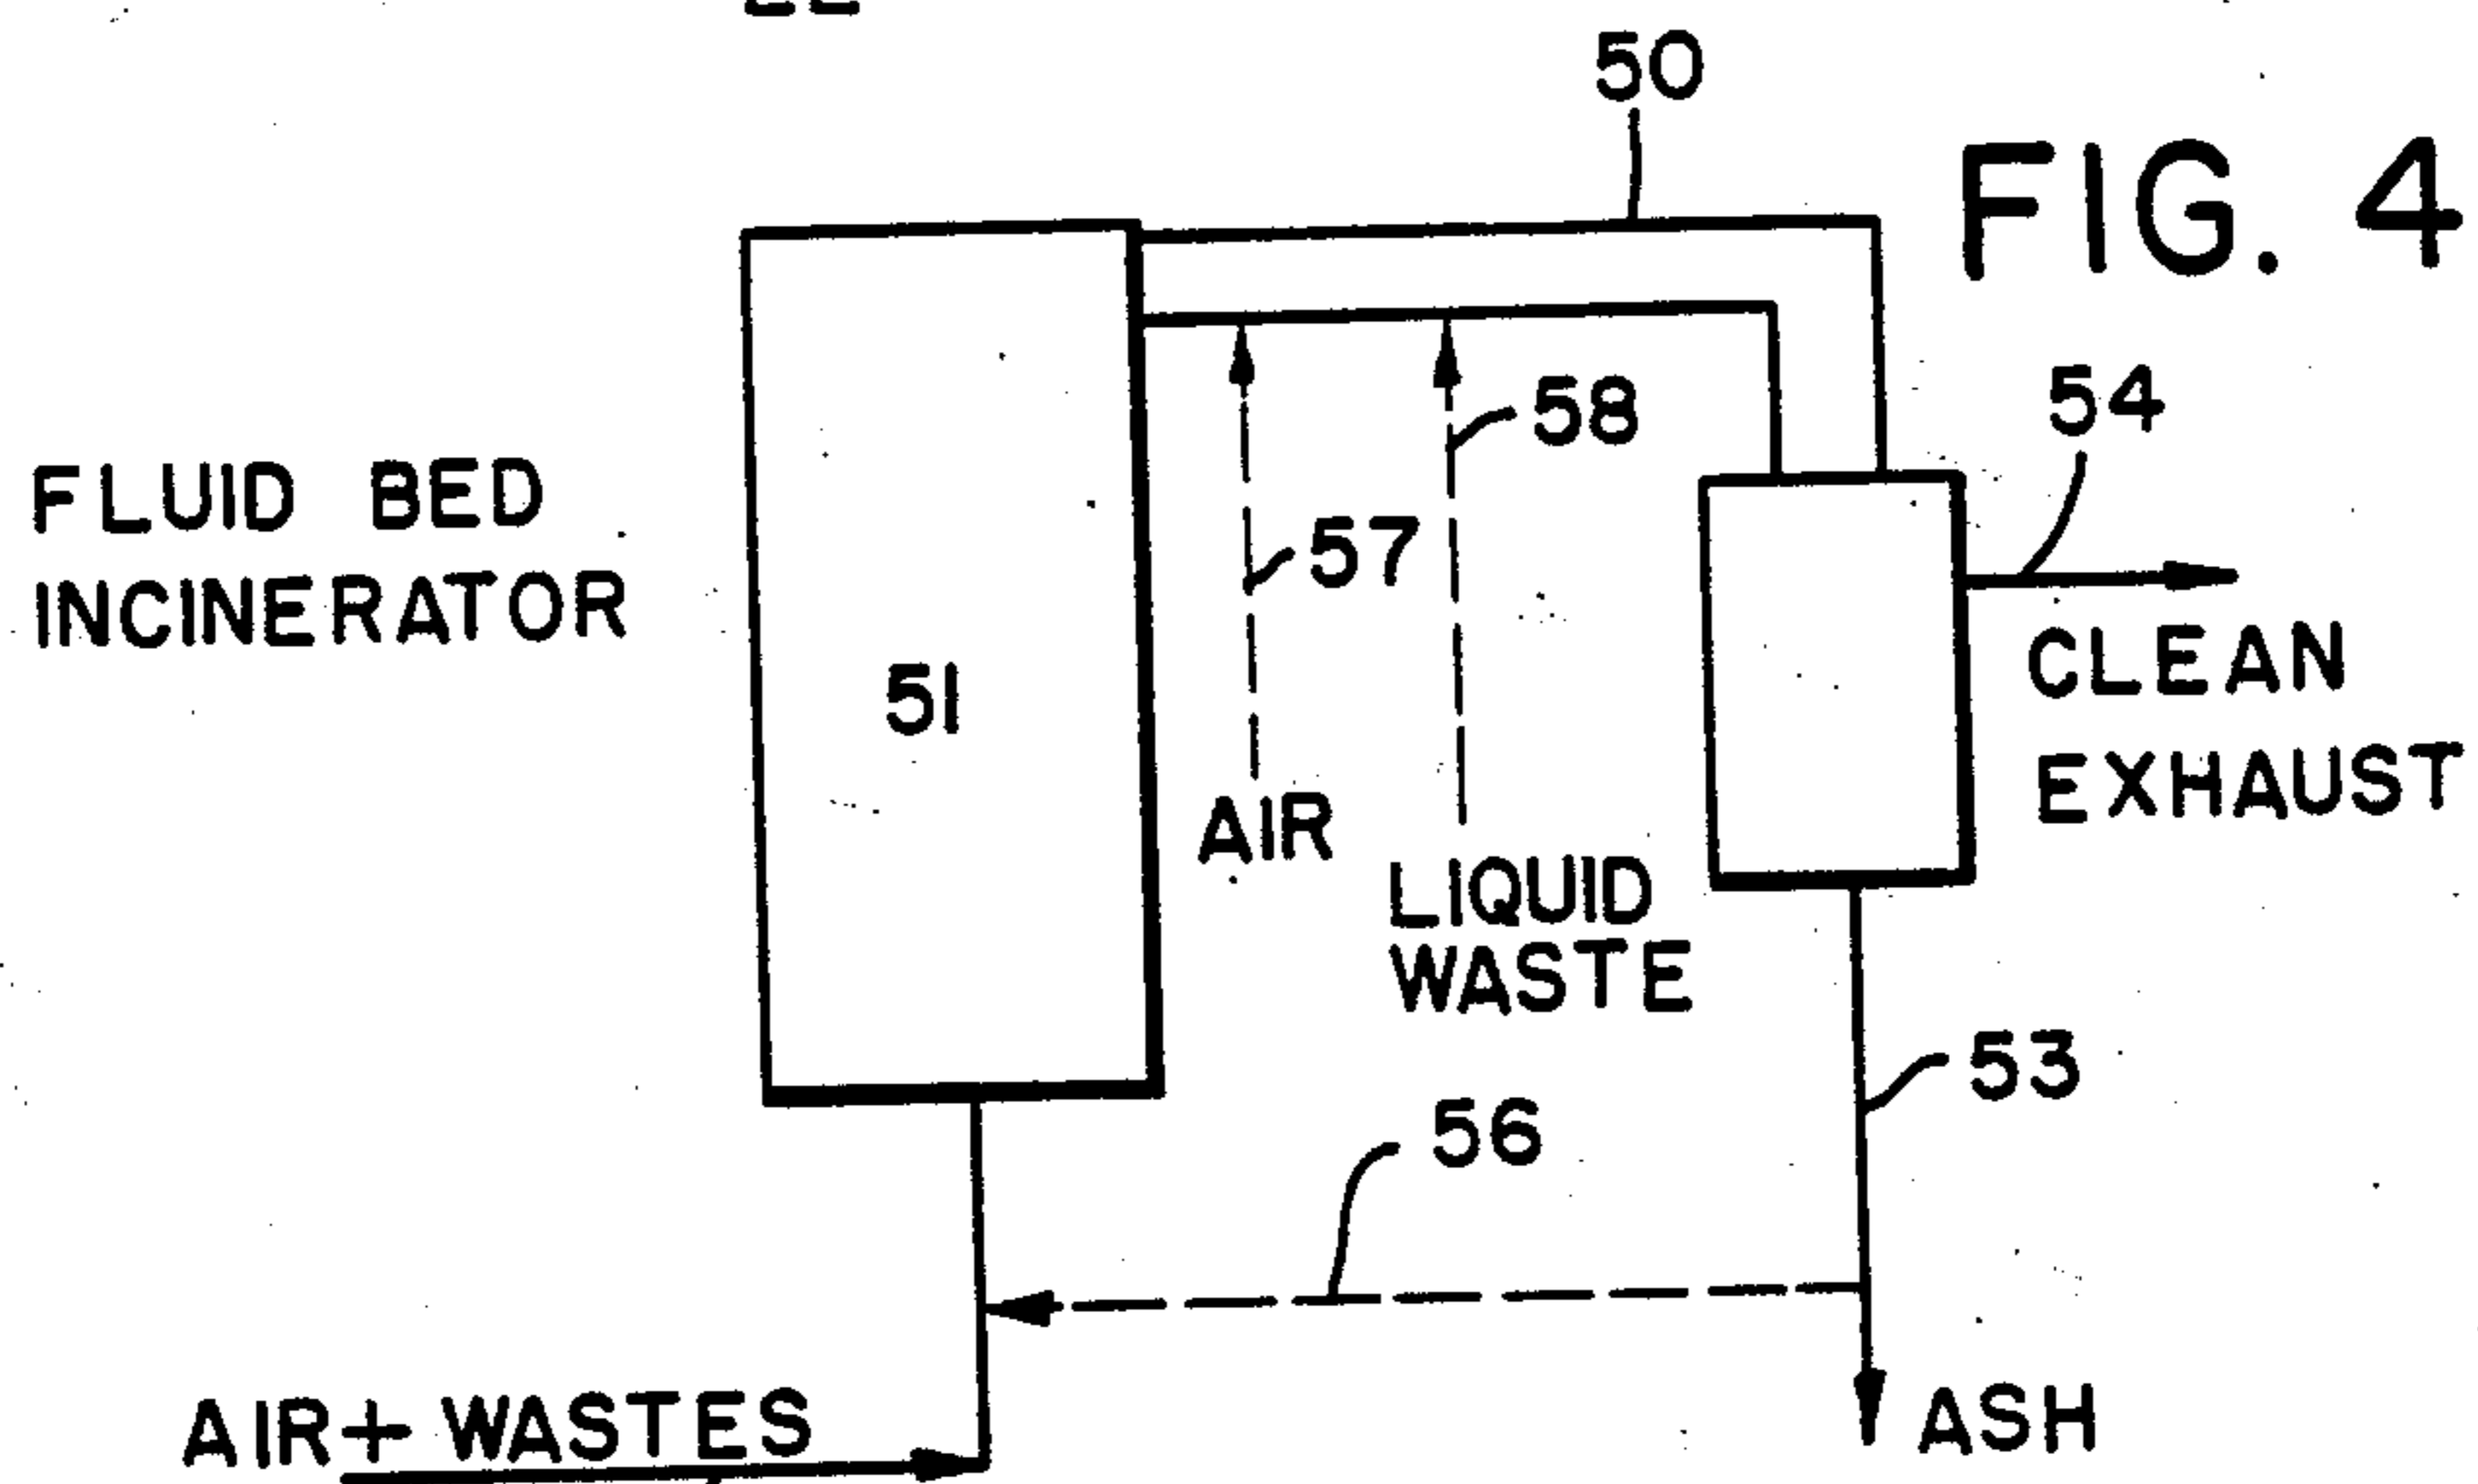 50
FIG. 4
58
54
FLUID BED
INCINERATOR
57
51
CLEAN
EXHAUST
AIR
LIQUID
WASTE
53
56
AIR + WASTES
ASH